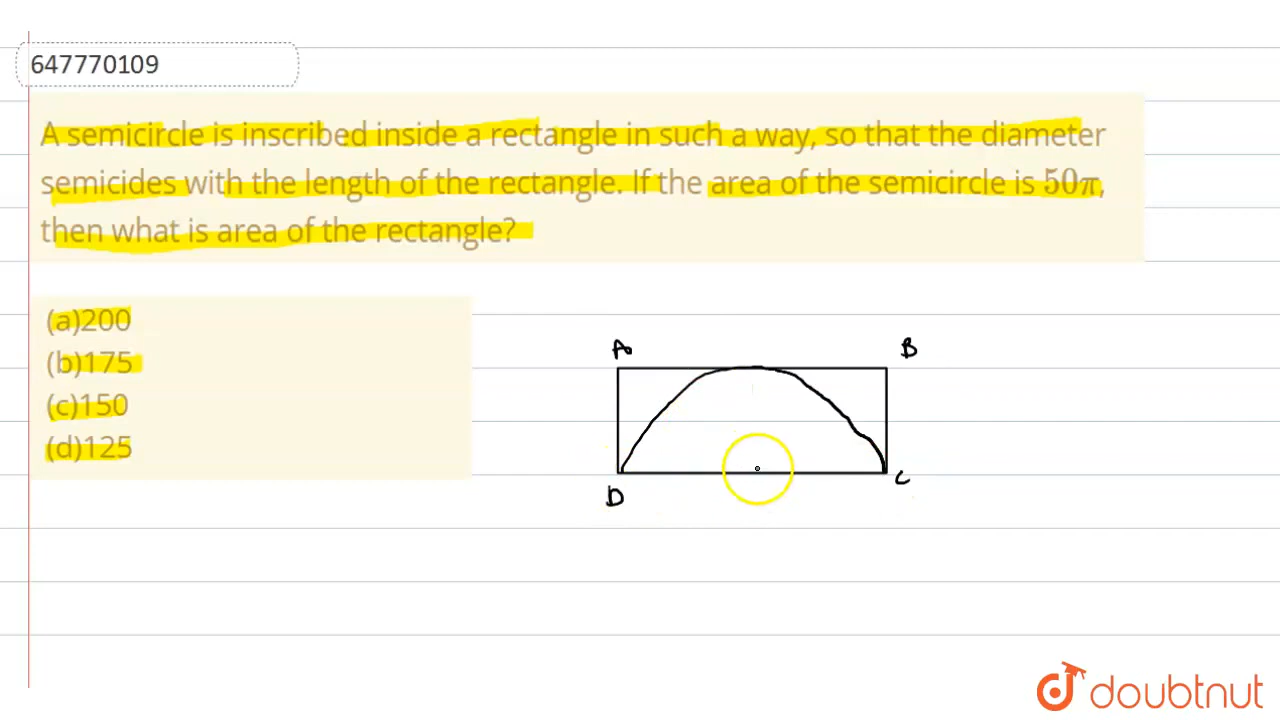 647770109
A semicircle is inscribed inside a rectangle in such a way, so that the diameter
semicides with the length of the rectangle. If the area of the semicircle is 50π,
then what is area of the rectangle?
(a)200
(b)175
(c)150
(d)125
A B
D C
doubtnut